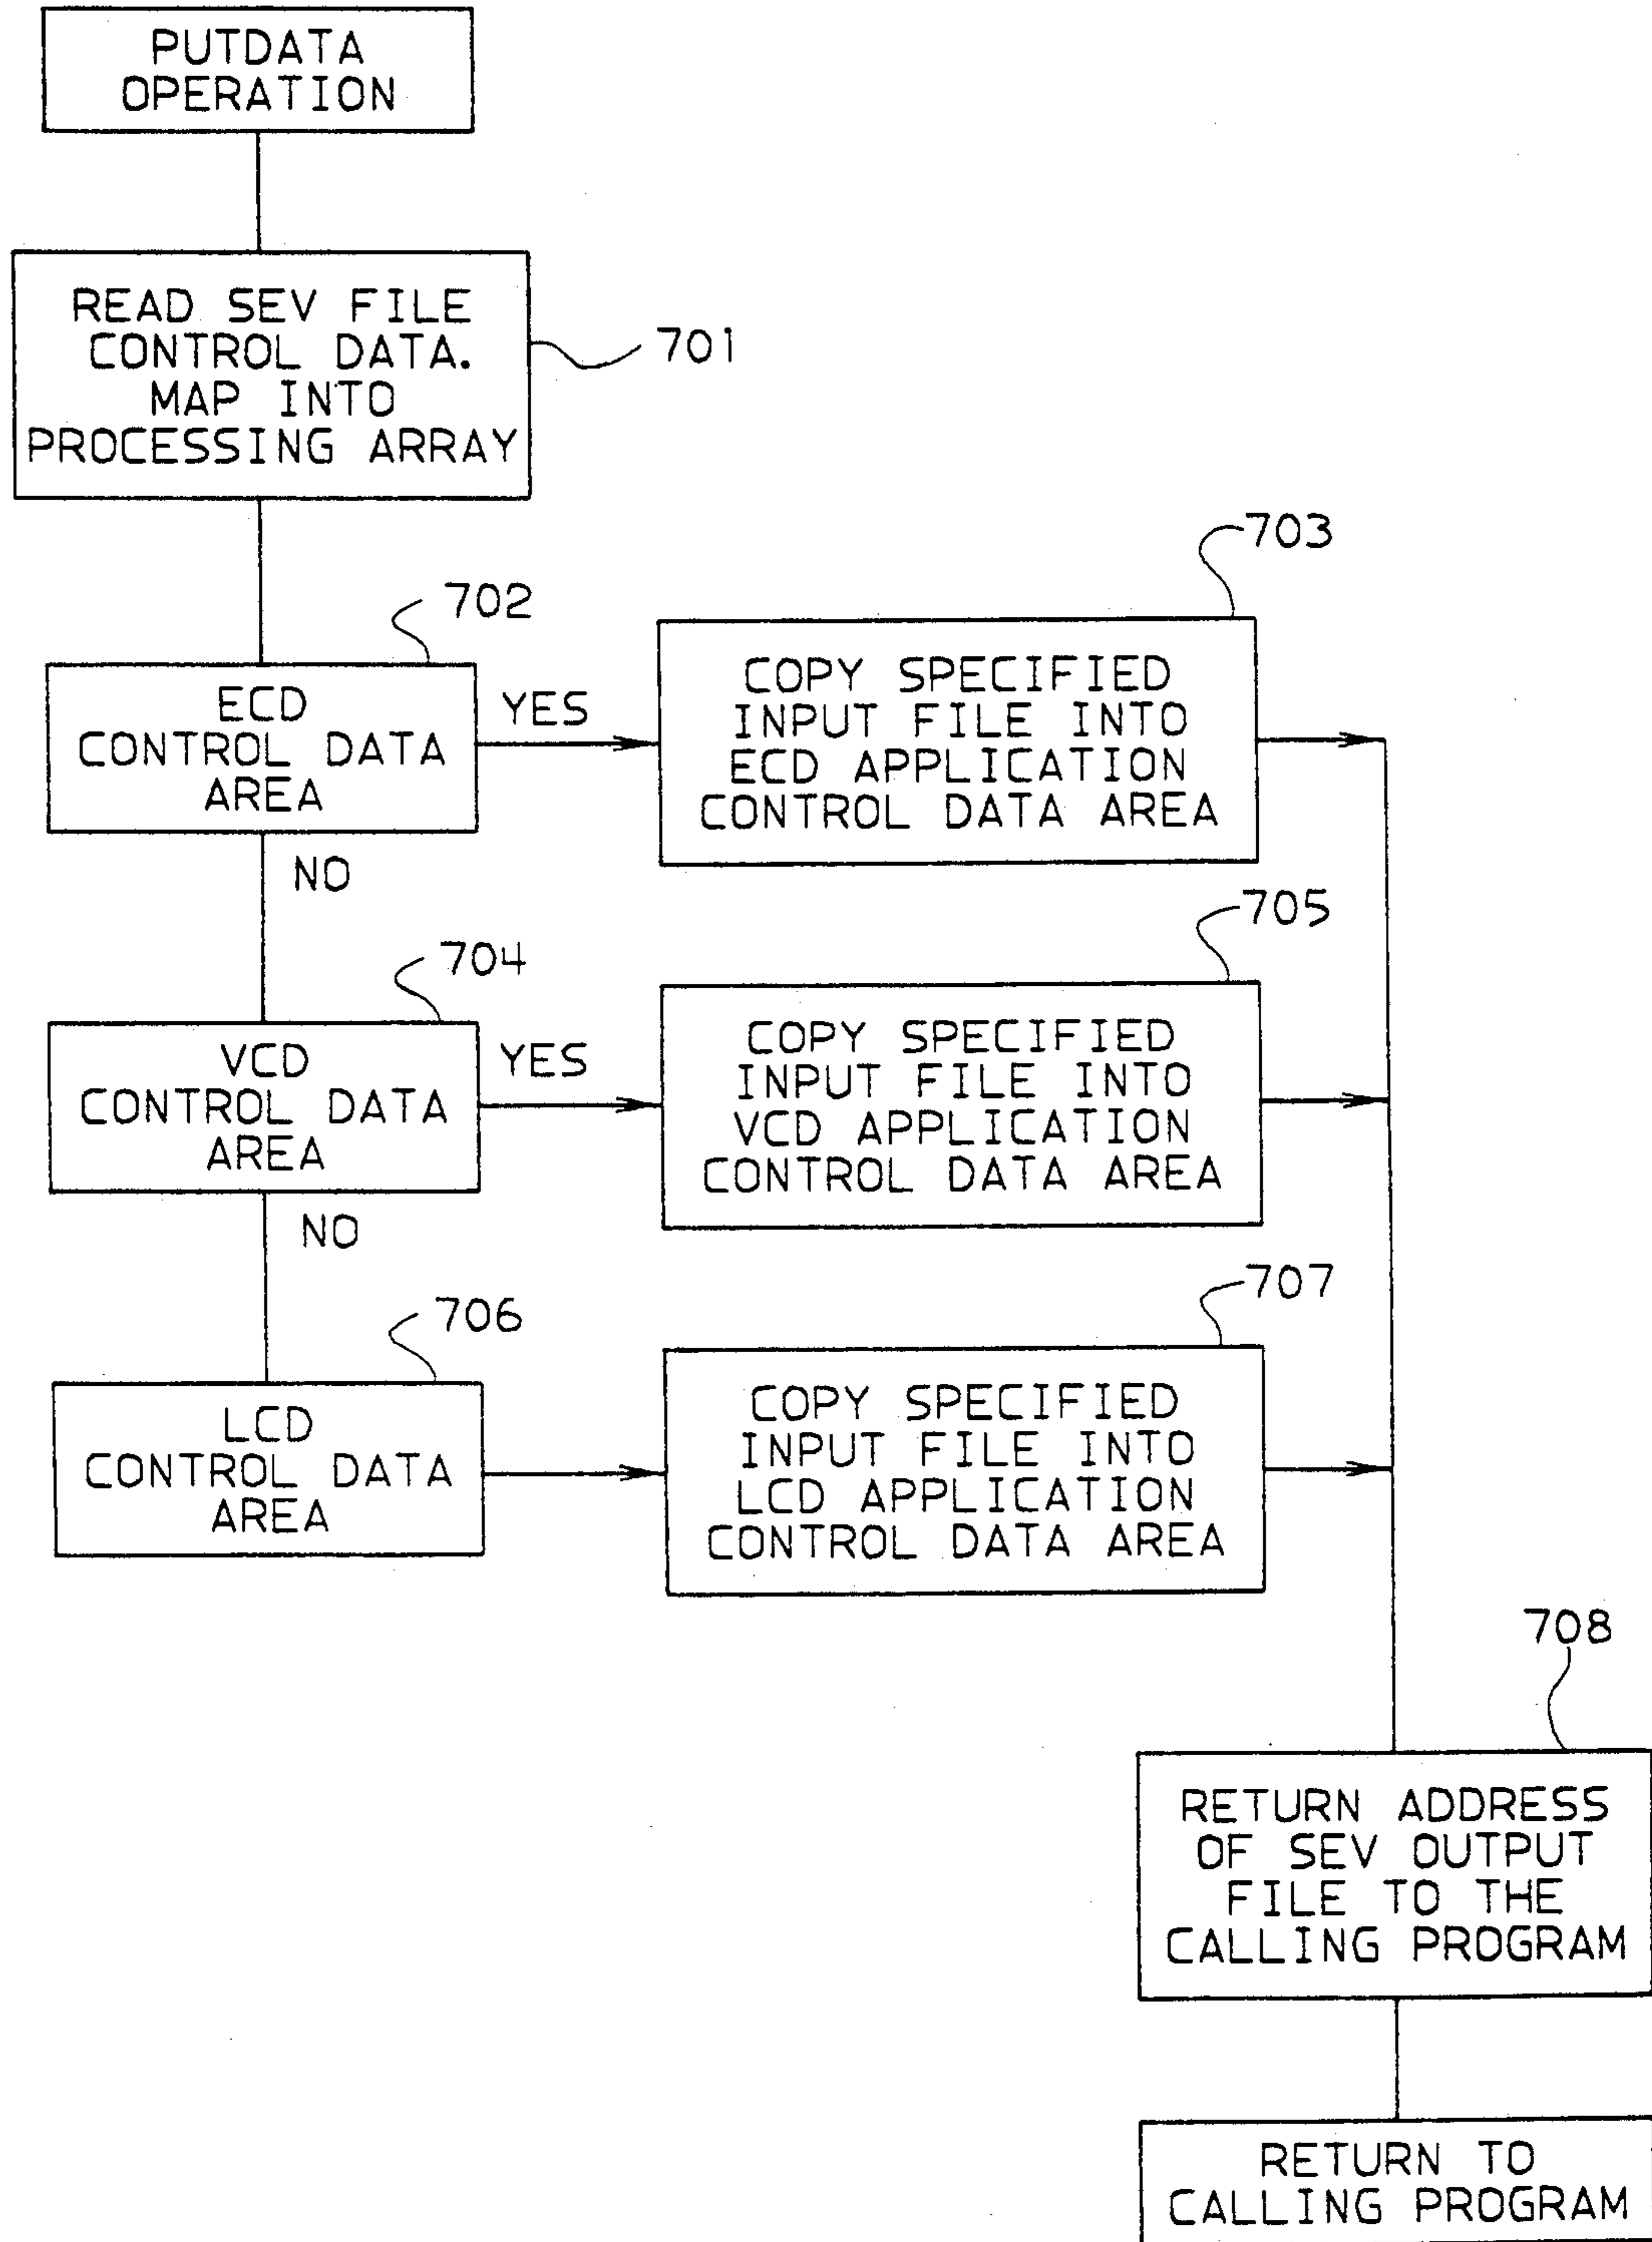 PUTDATA
OPERATION
READ SEV FILE
CONTROL DATA.
MAP INTO
PROCESSING ARRAY
701
702
ECD
CONTROL DATA
AREA
YES
NO
703
COPY SPECIFIED
INPUT FILE INTO
ECD APPLICATION
CONTROL DATA AREA
704
VCD
CONTROL DATA
AREA
YES
NO
705
COPY SPECIFIED
INPUT FILE INTO
VCD APPLICATION
CONTROL DATA AREA
706
LCD
CONTROL DATA
AREA
707
COPY SPECIFIED
INPUT FILE INTO
LCD APPLICATION
CONTROL DATA AREA
708
RETURN ADDRESS
OF SEV OUTPUT
FILE TO THE
CALLING PROGRAM
RETURN TO
CALLING PROGRAM